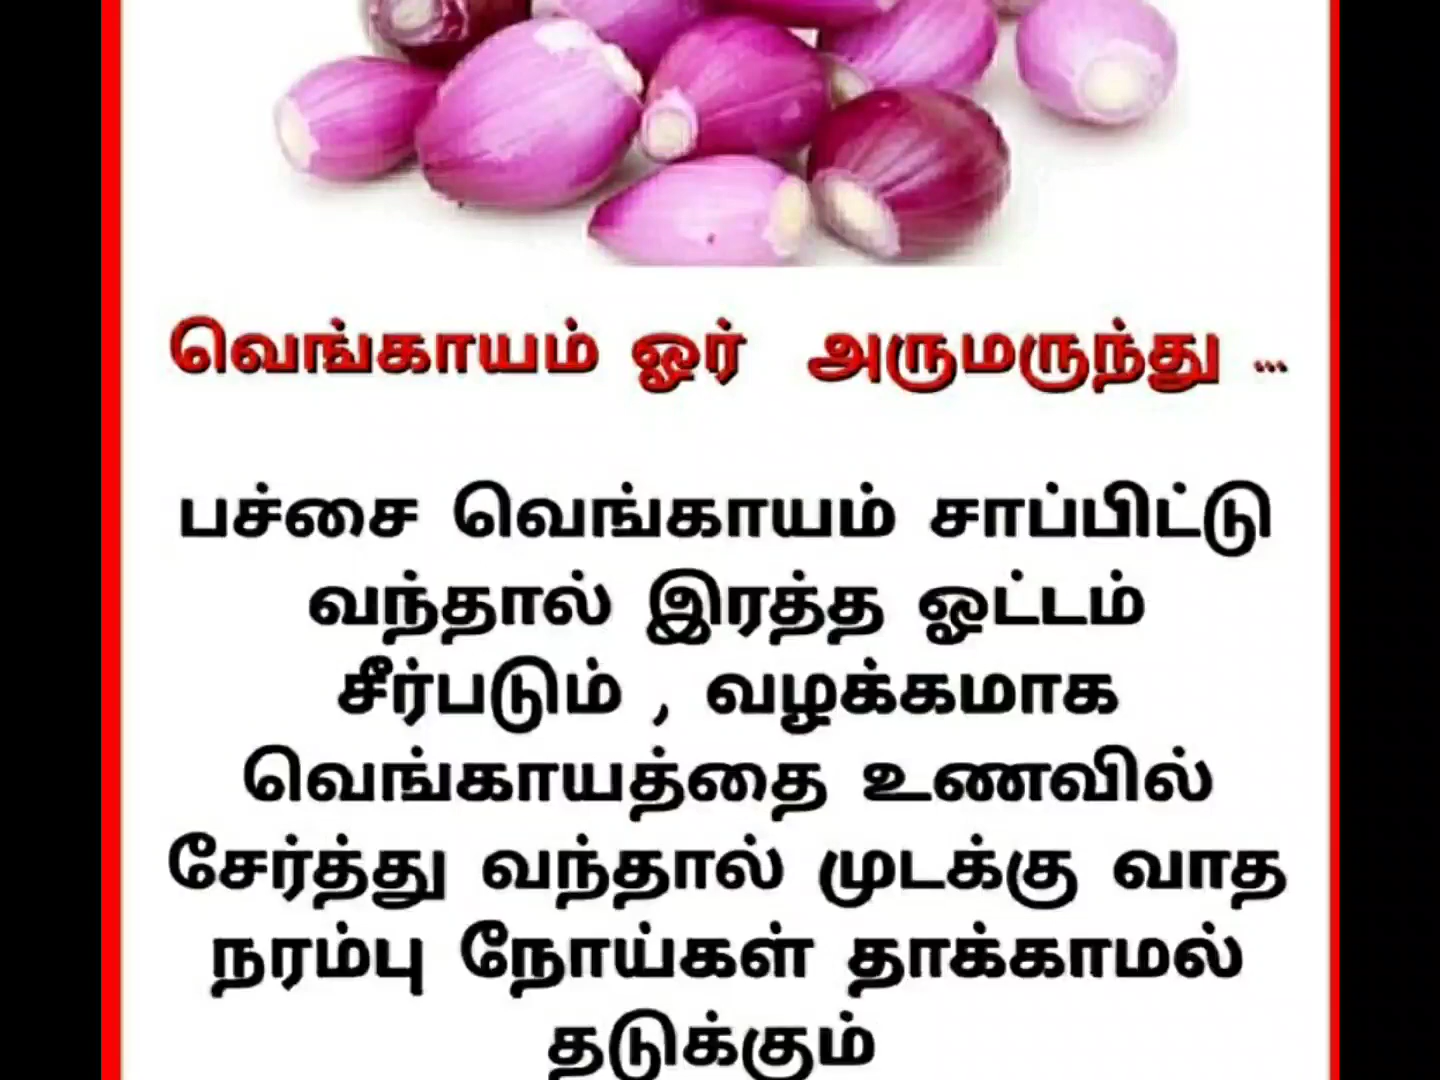 வெங்காயம் ஓர் அருமருந்து ...
பச்சை வெங்காயம் சாப்பிட்டு
வந்தால் இரத்த ஓட்டம்
சீர்படும் , வழக்கமாக
வெங்காயத்தை உணவில்
சேர்த்து வந்தால் முடக்கு வாத
நரம்பு நோய்கள் தாக்காமல்
தடுக்கும்